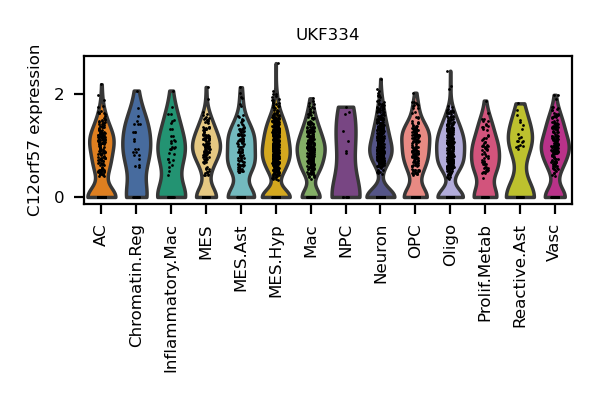 UKF334
C12orf57 expression
2
0
AC
Chromatin.Reg
Inflammatory.Mac
MES
MES.Ast
MES.Hyp
Mac
NPC
Neuron
OPC
Oligo
Prolif.Metab
Reactive.Ast
Vasc